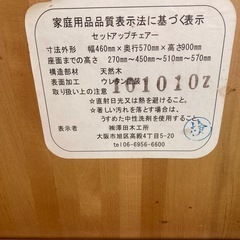 家庭用品品質表示法に基づく表示
セットアップチェアー
寸法外形 幅460mm×奥行570mm×高さ900mm
座面までの高さ 270mm〜450mm〜510mm〜570mm
構造部材 天然木
表面加工 ウレタン
101010Z
取り扱い上の注意
★直射日光又は熱を避けること。
★著しい汚れを落とす場合は、
うすめた中性洗剤を使用する。
表示者 ㈱澤田木工所
大阪市旭区高殿4丁目5-20
TEL 06-6956-6600